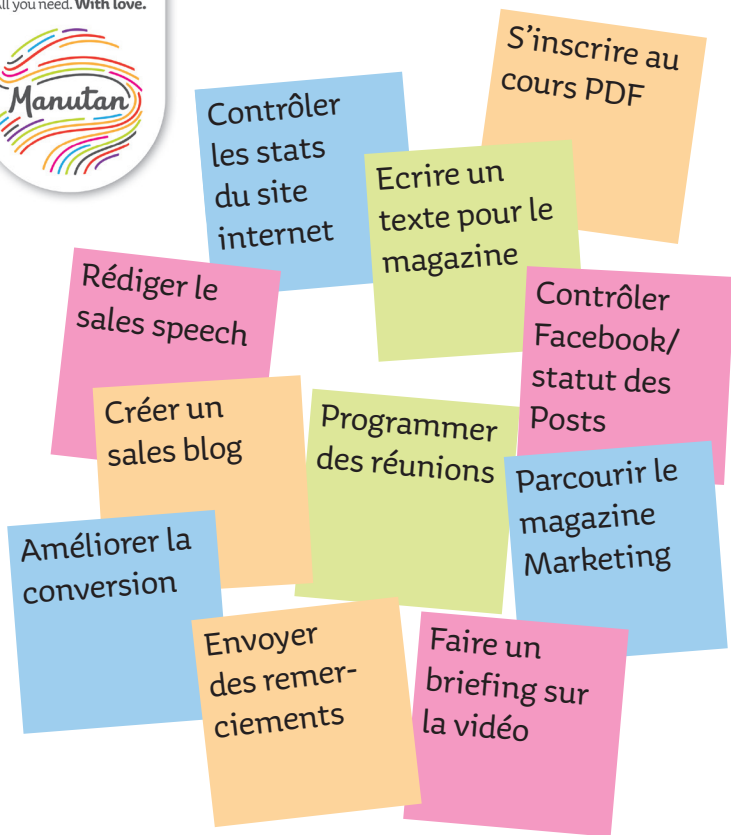 All you need. With love.
Manutan
S'inscrire au
cours PDF
Contrôler
les stats
du site
internet
Ecrire un
texte pour le
magazine
Rédiger le
sales speech
Contrôler
Facebook/
statut des
Posts
Créer un
sales blog
Programmer
des réunions
Parcourir le
magazine
Marketing
Améliorer la
conversion
Envoyer
des remer-
ciements
Faire un
briefing sur
la vidéo